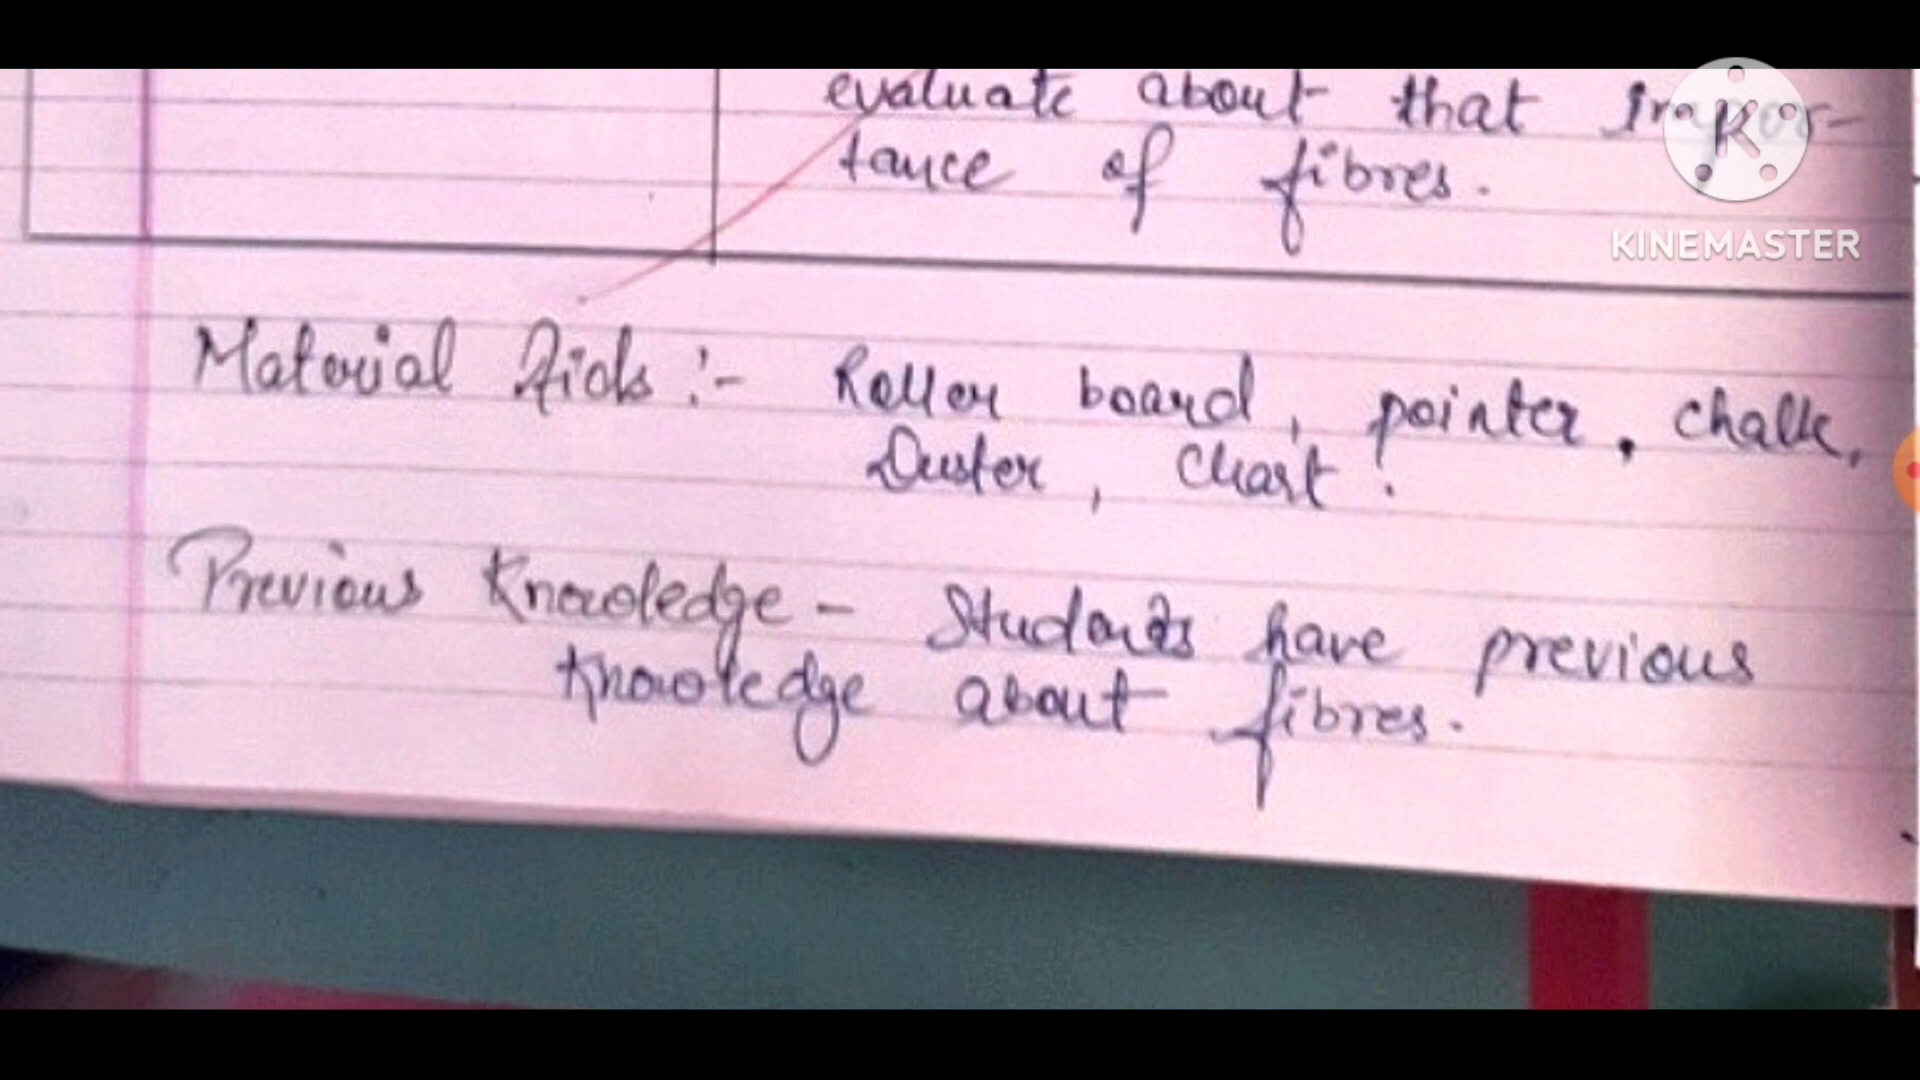 evaluate about that impor-
tance of fibres.
K
KINEMASTER
Material Aids :- Roller board, pointer, chalk,
Duster, Chart.
Previous Knowledge - Students have previous
knowledge about fibres.